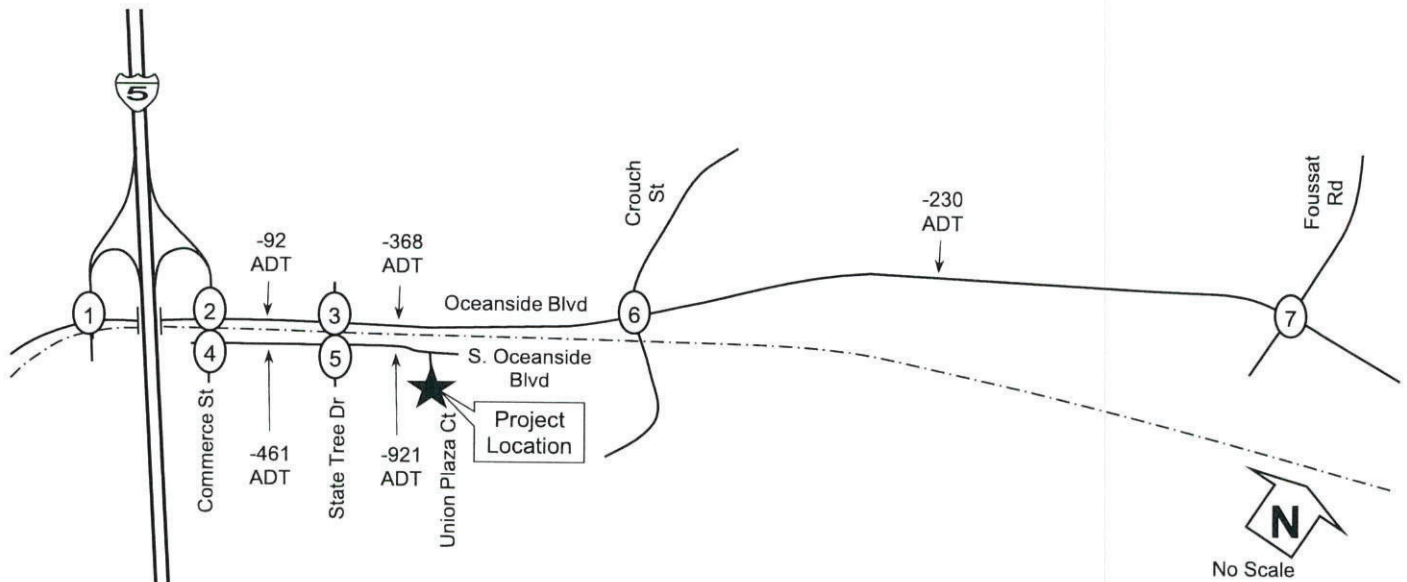 5
Crouch
St
Foussat
Rd
-230
ADT
-92
ADT
-368
ADT
Oceanside Blvd
1
2
3
6
7
4
5
S. Oceanside
Blvd
Project
Location
Commerce St
-461
ADT
State Tree Dr
-921
ADT
Union Plaza Ct
N
No Scale